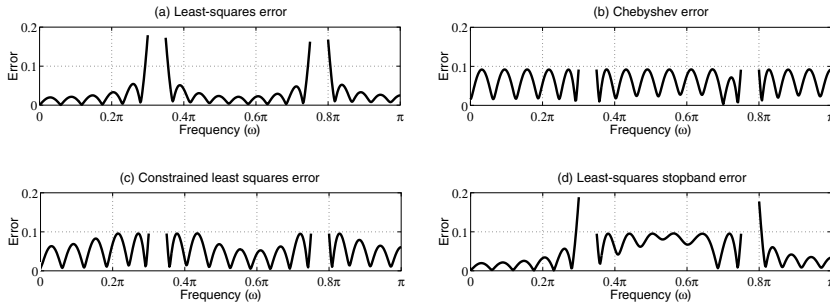 (a) Least-squares error
0.2
0.1
0
Error
0 0.2π 0.4π 0.6π 0.8π π
Frequency (ω)
(b) Chebyshev error
0.2
0.1
0
Error
0 0.2π 0.4π 0.6π 0.8π π
Frequency (ω)
(c) Constrained least squares error
0.2
0.1
0
Error
0 0.2π 0.4π 0.6π 0.8π π
Frequency (ω)
(d) Least-squares stopband error
0.2
0.1
0
Error
0 0.2π 0.4π 0.6π 0.8π π
Frequency (ω)